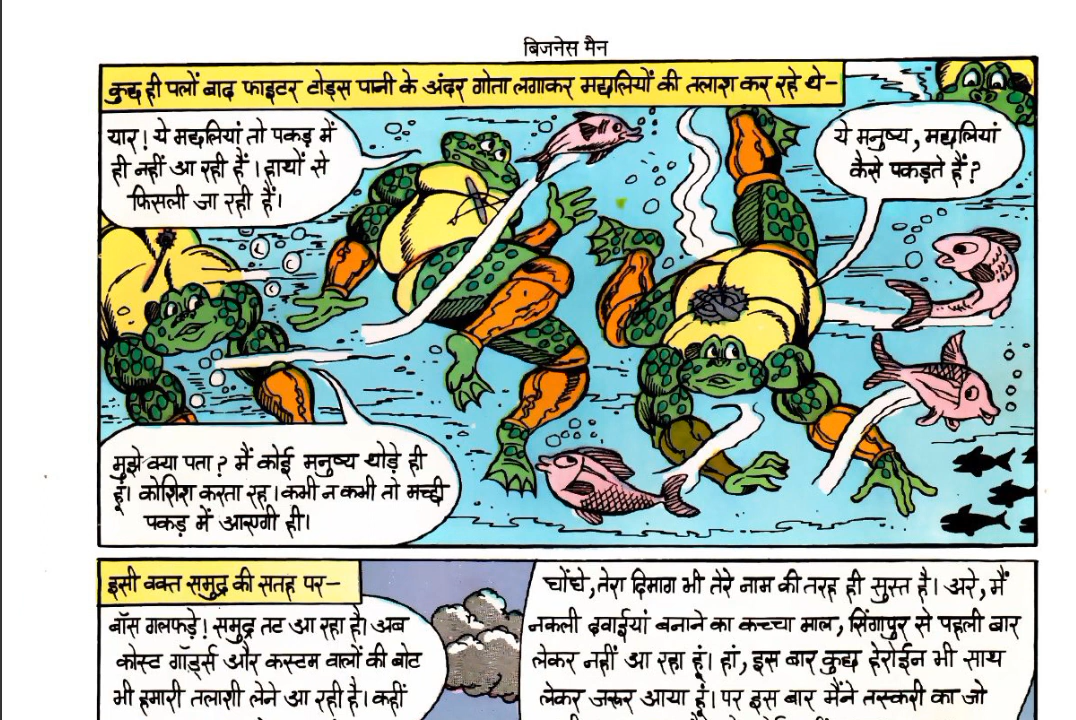 बिजनेस मैन
कुछ ही पलों बाद फाइटर टोड्स पानी के अंदर गोता लगाकर मछलियों की तलाश कर रहे थे-
यार! ये मछलियां तो पकड़ में
ही नहीं आ रही हैं। हाथों से
फिसली जा रही हैं।
ये मनुष्य, मछलियां
कैसे पकड़ते हैं?
मुझे क्या पता? मैं कोई मनुष्य थोड़े ही
हूं। कोशिश करता रह। कभी न कभी तो मच्छी
पकड़ में आएगी ही।
इसी वक्त समुद्र की सतह पर-
बॉस गलफड़े! समुद्र तट आ रहा है। अब
कोस्ट गॉर्ड्स और कस्टम वालों की बोट
भी हमारी तलाशी लेने आ रही है। कहीं
घोंघे, तेरा दिमाग भी तेरे नाम की तरह ही सुस्त है। अरे, मैं
नकली दवाईयां बनाने का कच्चा माल, सिंगापुर से पहली बार
लेकर नहीं आ रहा हूं। हां, इस बार कुछ हेरोईन भी साथ
लेकर जरूर आया हूं। पर इस बार मैंने तस्करी का जो